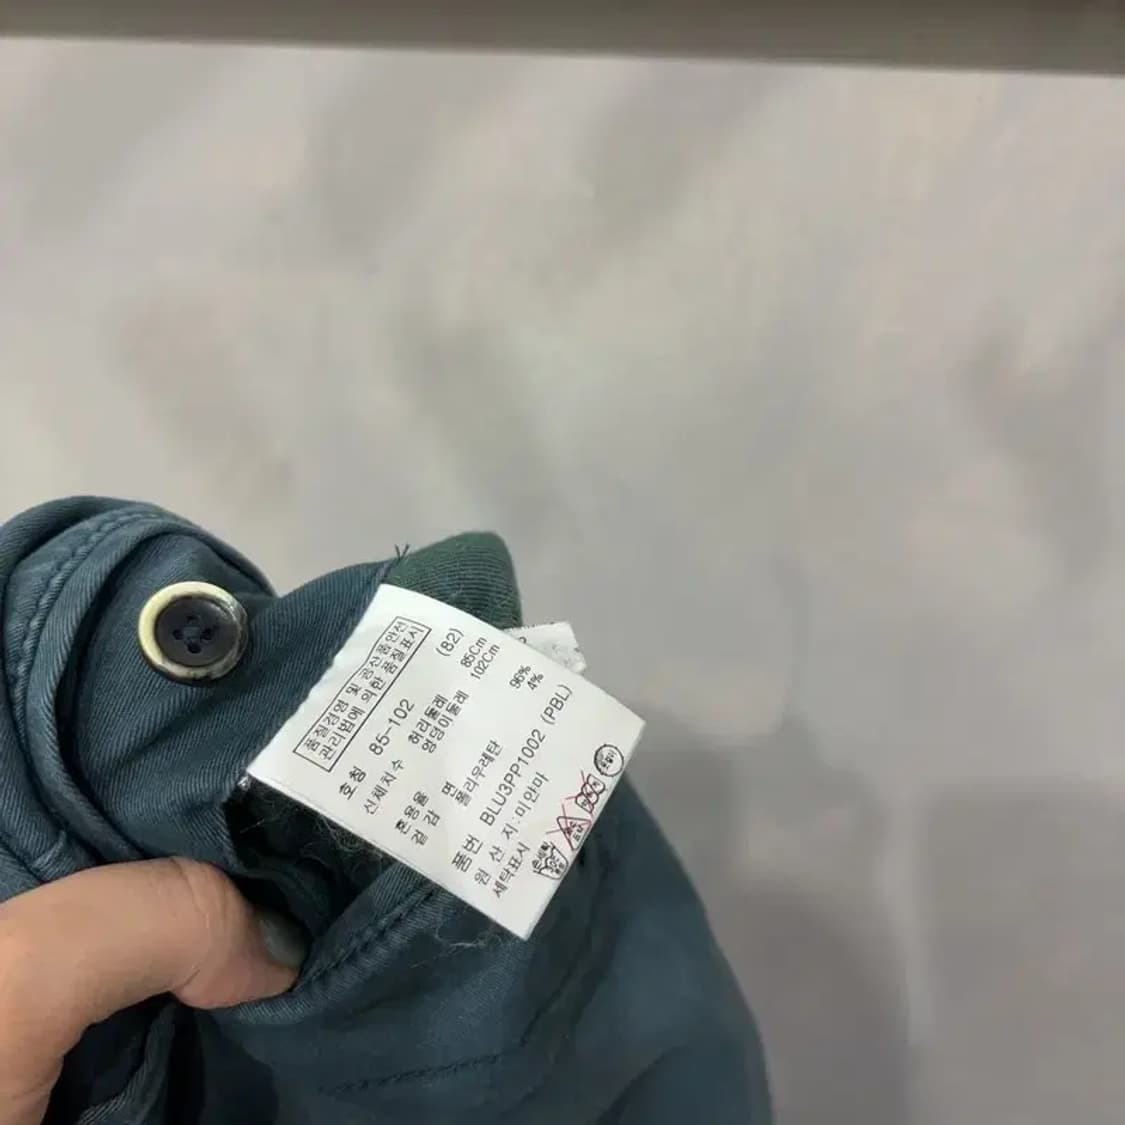 품질경영 및 공산품안전
관리법에 의한 품질표시
호칭 85-102 (82)
신체치수 허리둘레 85Cm
엉덩이둘레 102Cm
혼용율 면 96%
겉감 폴리우레탄 4%
품번 BLU3PP1002 (PBL)
원산지:미얀마
세탁표시